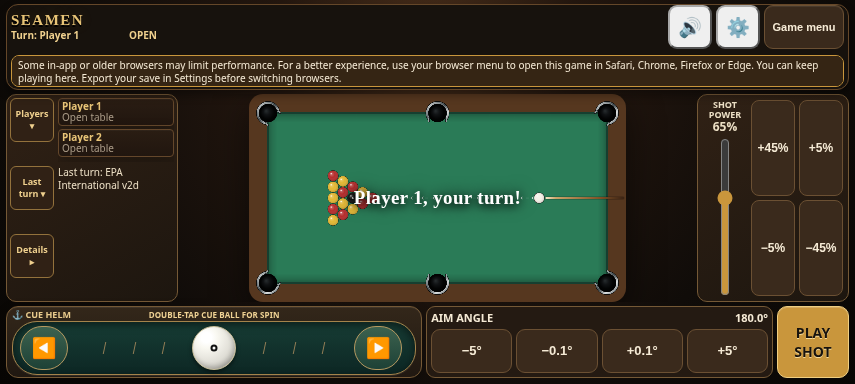 SEAMEN
Turn: Player 1 OPEN
🔊 ⚙️ Game menu
Some in-app or older browsers may limit performance. For a better experience, use your browser menu to open this game in Safari, Chrome, Firefox or Edge. You can keep
playing here. Export your save in Settings before switching browsers.
Players
▼
Player 1
Open table
Player 2
Open table
Last
turn ▼
Last turn: EPA
International v2d
Details
►
Player 1, your turn!
SHOT
POWER
65%
+45%
+5%
−5%
−45%
⚓ CUE HELM
DOUBLE-TAP CUE BALL FOR SPIN
◀ / / / / / / ▶
AIM ANGLE
180.0°
−5°
−0.1°
+0.1°
+5°
PLAY
SHOT